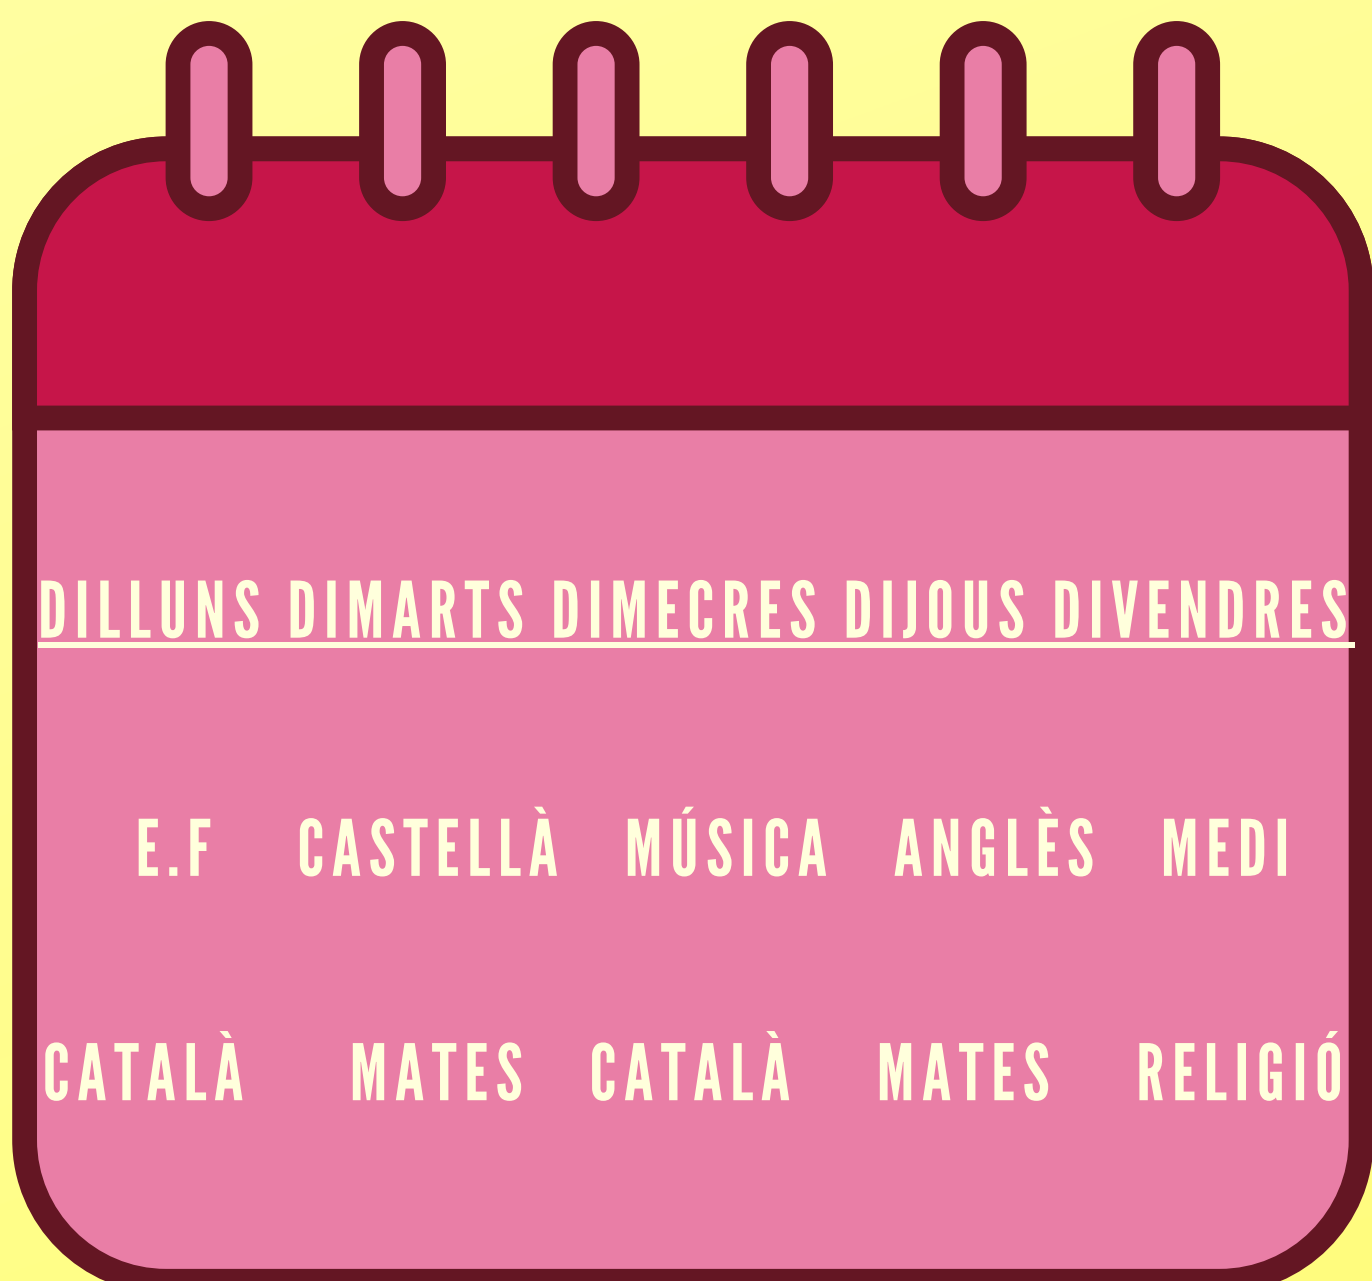 DILLUNS DIMARTS DIMECRES DIJOUS DIVENDRES
E.F CASTELLÀ MÚSICA ANGLÈS MEDI
CATALÀ MATES CATALÀ MATES RELIGIÓ